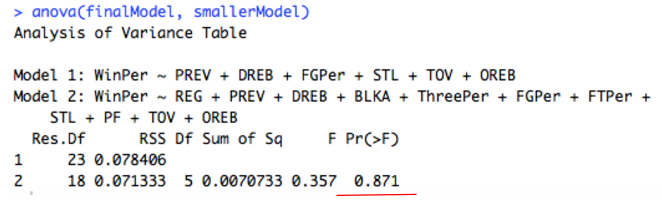 > anova(finalModel, smallerModel)
Analysis of Variance Table
Model 1: WinPer ~ PREV + DREB + FGPer + STL + TOV + OREB
Model 2: WinPer ~ REG + PREV + DREB + BLKA + ThreePer + FGPer + FTPer +
STL + PF + TOV + OREB
Res.Df RSS Df Sum of Sq F Pr(>F)
1 23 0.078406
2 18 0.071333 5 0.0070733 0.357 0.871